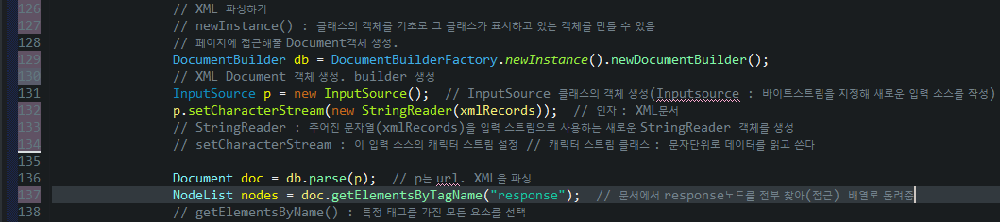 126 // XML 파싱하기
127 // newInstance() : 클래스의 객체를 기초로 그 클래스가 표시하고 있는 객체를 만들 수 있음
128 // 페이지에 접근해줄 Document객체 생성.
129 DocumentBuilder db = DocumentBuilderFactory.newInstance().newDocumentBuilder();
130 // XML Document 객체 생성. builder 생성
131 InputSource p = new InputSource(); // InputSource 클래스의 객체 생성(Inputsource : 바이트스트림을 지정해 새로운 입력 소스를 작성)
132 p.setCharacterStream(new StringReader(xmlRecords)); // 인자 : XML문서
133 // StringReader : 주어진 문자열(xmlRecords)을 입력 스트림으로 사용하는 새로운 StringReader 객체를 생성
134 // setCharacterStream : 이 입력 소스의 캐릭터 스트림 설정 // 캐릭터 스트림 클래스 : 문자단위로 데이터를 읽고 쓴다
135
136 Document doc = db.parse(p); // p는 url. XML을 파싱
137 NodeList nodes = doc.getElementsByTagName("response"); // 문서에서 response노드를 전부 찾아(접근) 배열로 돌려줌
138 // getElementsByName() : 특정 태그를 가진 모든 요소를 선택